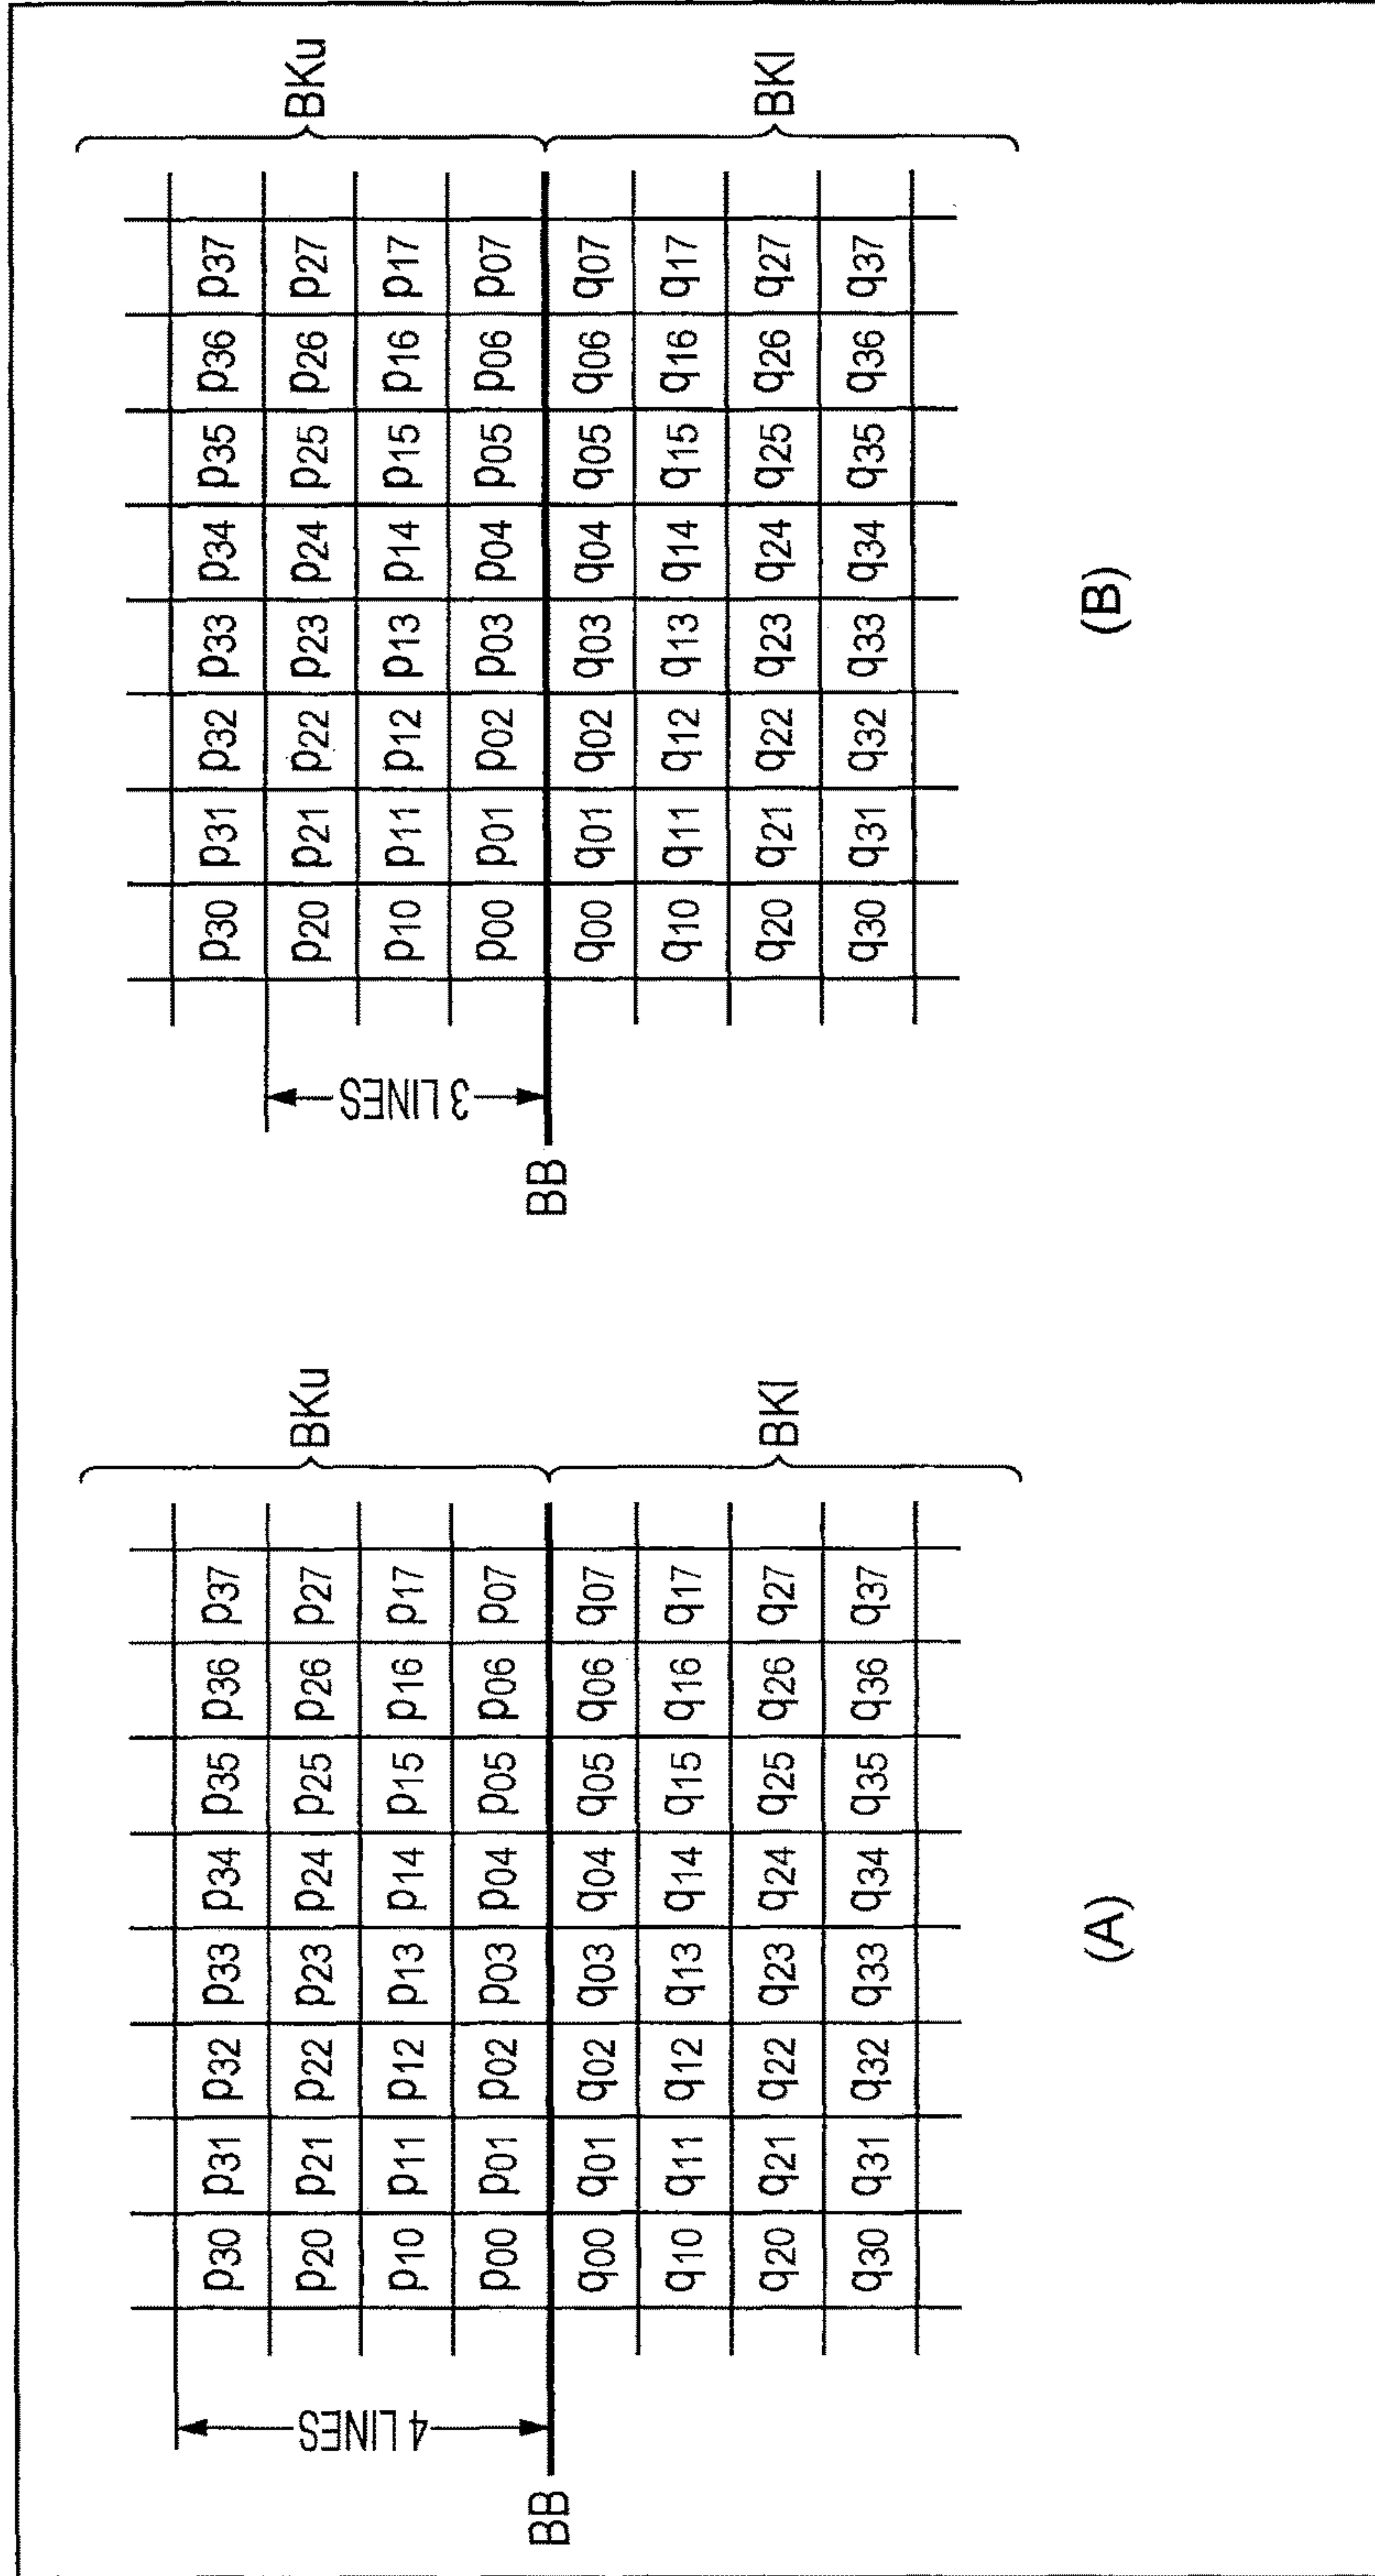 BKu
BKl
4 LINES
BB
p30 p31 p32 p33 p34 p35 p36 p37
p20 p21 p22 p23 p24 p25 p26 p27
p10 p11 p12 p13 p14 p15 p16 p17
p00 p01 p02 p03 p04 p05 p06 p07
q00 q01 q02 q03 q04 q05 q06 q07
q10 q11 q12 q13 q14 q15 q16 q17
q20 q21 q22 q23 q24 q25 q26 q27
q30 q31 q32 q33 q34 q35 q36 q37
(A)
BKu
BKl
3 LINES
BB
p30 p31 p32 p33 p34 p35 p36 p37
p20 p21 p22 p23 p24 p25 p26 p27
p10 p11 p12 p13 p14 p15 p16 p17
p00 p01 p02 p03 p04 p05 p06 p07
q00 q01 q02 q03 q04 q05 q06 q07
q10 q11 q12 q13 q14 q15 q16 q17
q20 q21 q22 q23 q24 q25 q26 q27
q30 q31 q32 q33 q34 q35 q36 q37
(B)